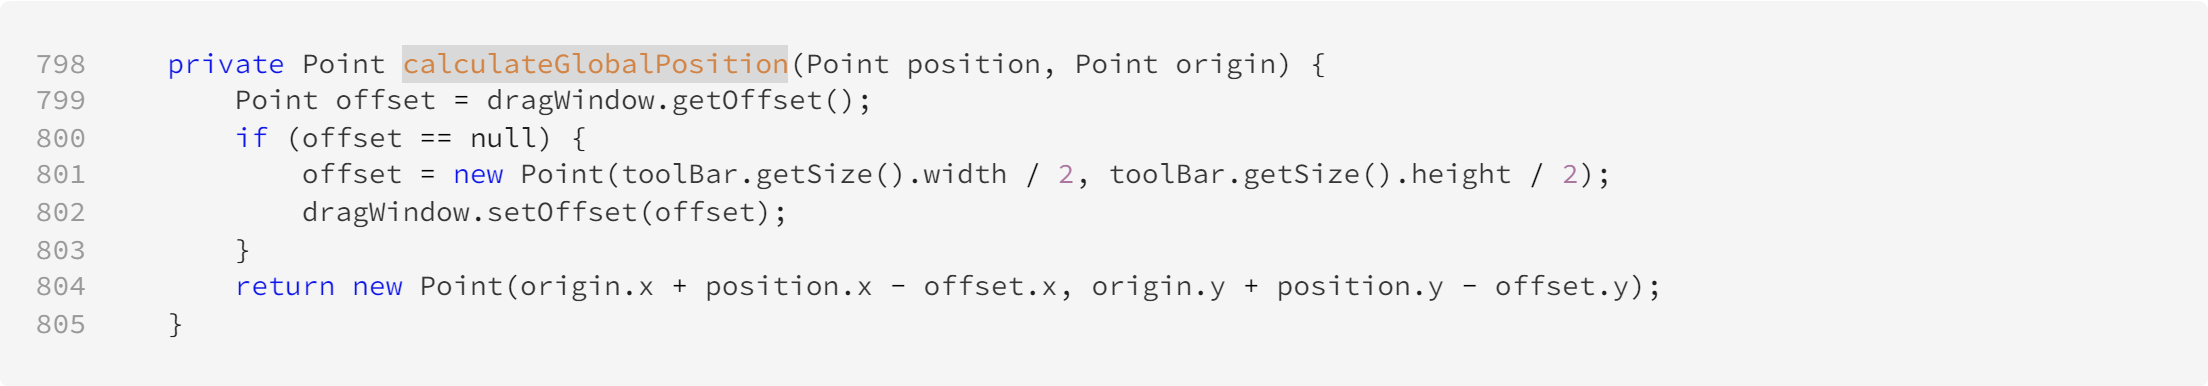 798     private Point calculateGlobalPosition(Point position, Point origin) {
799         Point offset = dragWindow.getOffset();
800         if (offset == null) {
801             offset = new Point(toolBar.getSize().width / 2, toolBar.getSize().height / 2);
802             dragWindow.setOffset(offset);
803         }
804         return new Point(origin.x + position.x - offset.x, origin.y + position.y - offset.y);
805     }